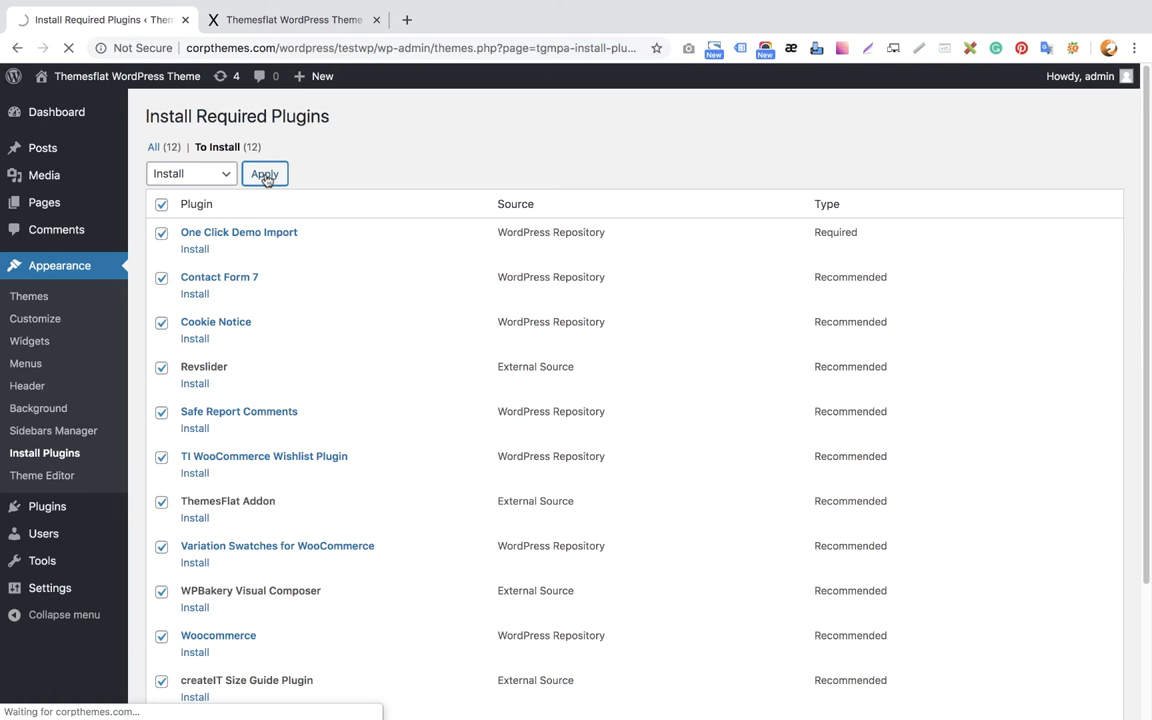 Install Required Plugins ‹ Them
Themesflat WordPress Theme
Not Secure
corpthemes.com/wordpress/testwp/wp-admin/themes.php?page=tgmpa-install-plu...
New
New
Themesflat WordPress Theme
4
0
New
Howdy, admin
Dashboard
Posts
Media
Pages
Comments
Appearance
Themes
Customize
Widgets
Menus
Header
Background
Sidebars Manager
Install Plugins
Theme Editor
Plugins
Users
Tools
Settings
Collapse menu
Install Required Plugins
All (12) | To Install (12)
Install
Apply
Plugin Source Type
One Click Demo Import WordPress Repository Required
Install
Contact Form 7 WordPress Repository Recommended
Install
Cookie Notice WordPress Repository Recommended
Install
Revslider External Source Recommended
Install
Safe Report Comments WordPress Repository Recommended
Install
TI WooCommerce Wishlist Plugin WordPress Repository Recommended
Install
ThemesFlat Addon External Source Recommended
Install
Variation Swatches for WooCommerce WordPress Repository Recommended
Install
WPBakery Visual Composer External Source Recommended
Install
Woocommerce WordPress Repository Recommended
Install
createIT Size Guide Plugin External Source Recommended
Install
Waiting for corpthemes.com...